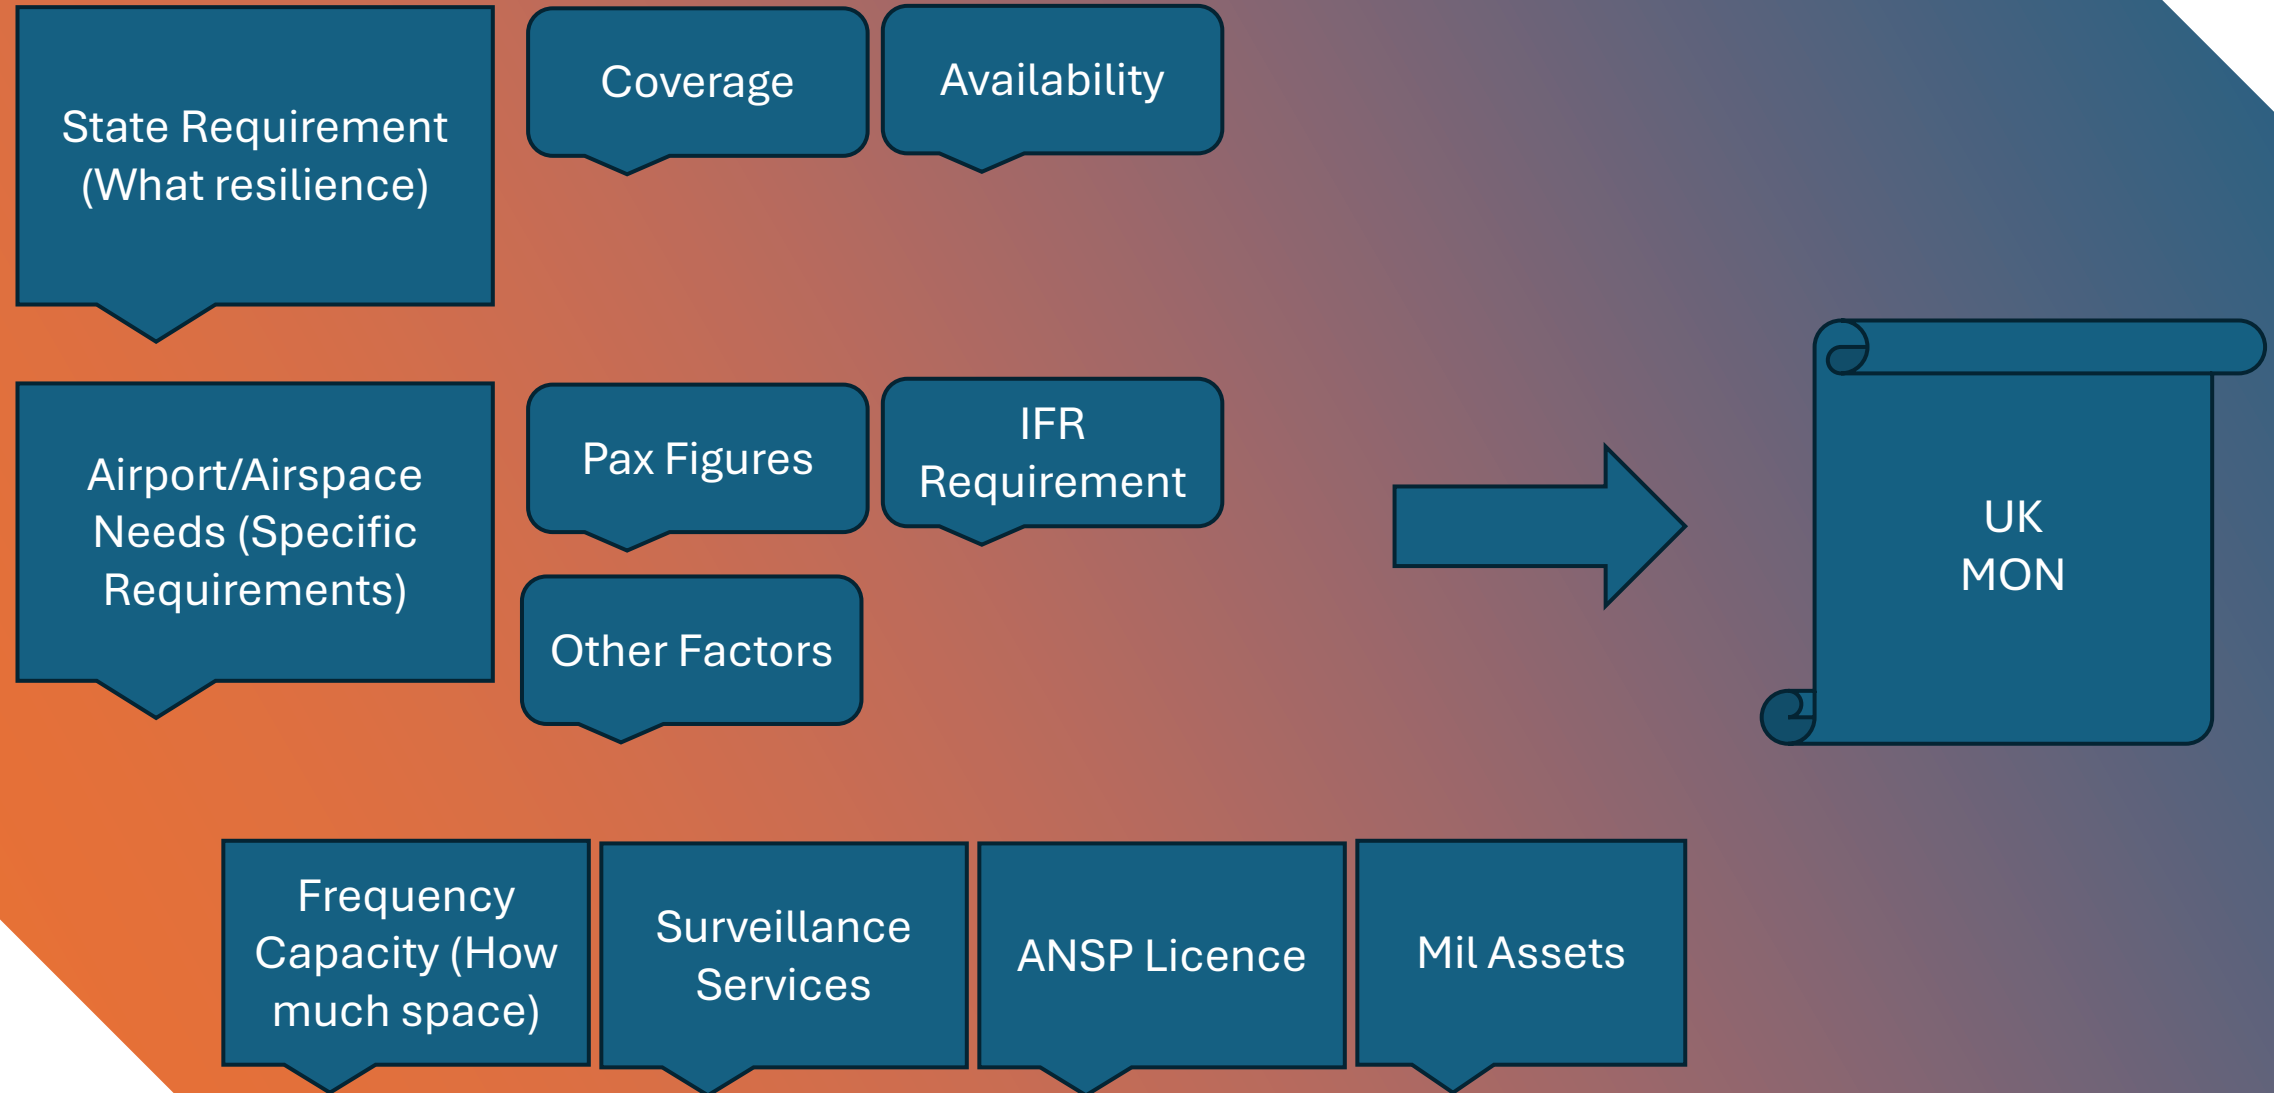 State Requirement
(What resilience)
Coverage
Availability
Airport/Airspace
Needs (Specific
Requirements)
Pax Figures
IFR
Requirement
Other Factors
UK
MON
Frequency
Capacity (How
much space)
Surveillance
Services
ANSP Licence
Mil Assets